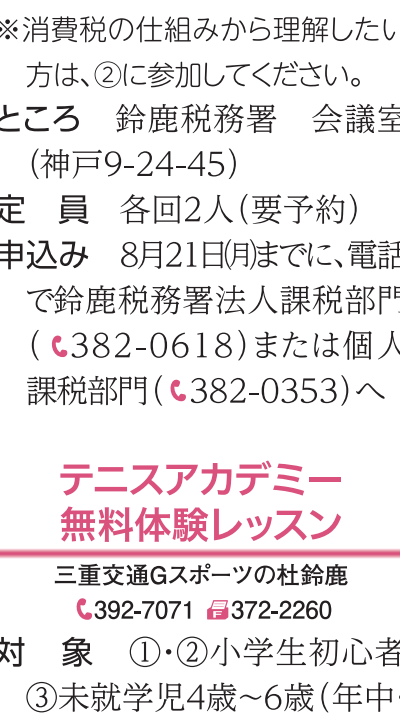 ※消費税の仕組みから理解したい
方は、②に参加してください。
ところ　鈴鹿税務署　会議室
（神戸9-24-45）
定　員　各回2人（要予約）
申込み　8月21日㈪までに、電話
で鈴鹿税務署法人課税部門
（382-0618）または個人
課税部門（382-0353）へ
テニスアカデミー
無料体験レッスン
三重交通Gスポーツの杜鈴鹿
392-7071 372-2260
対　象　①・②小学生初心者
③未就学児4歳～6歳（年中・